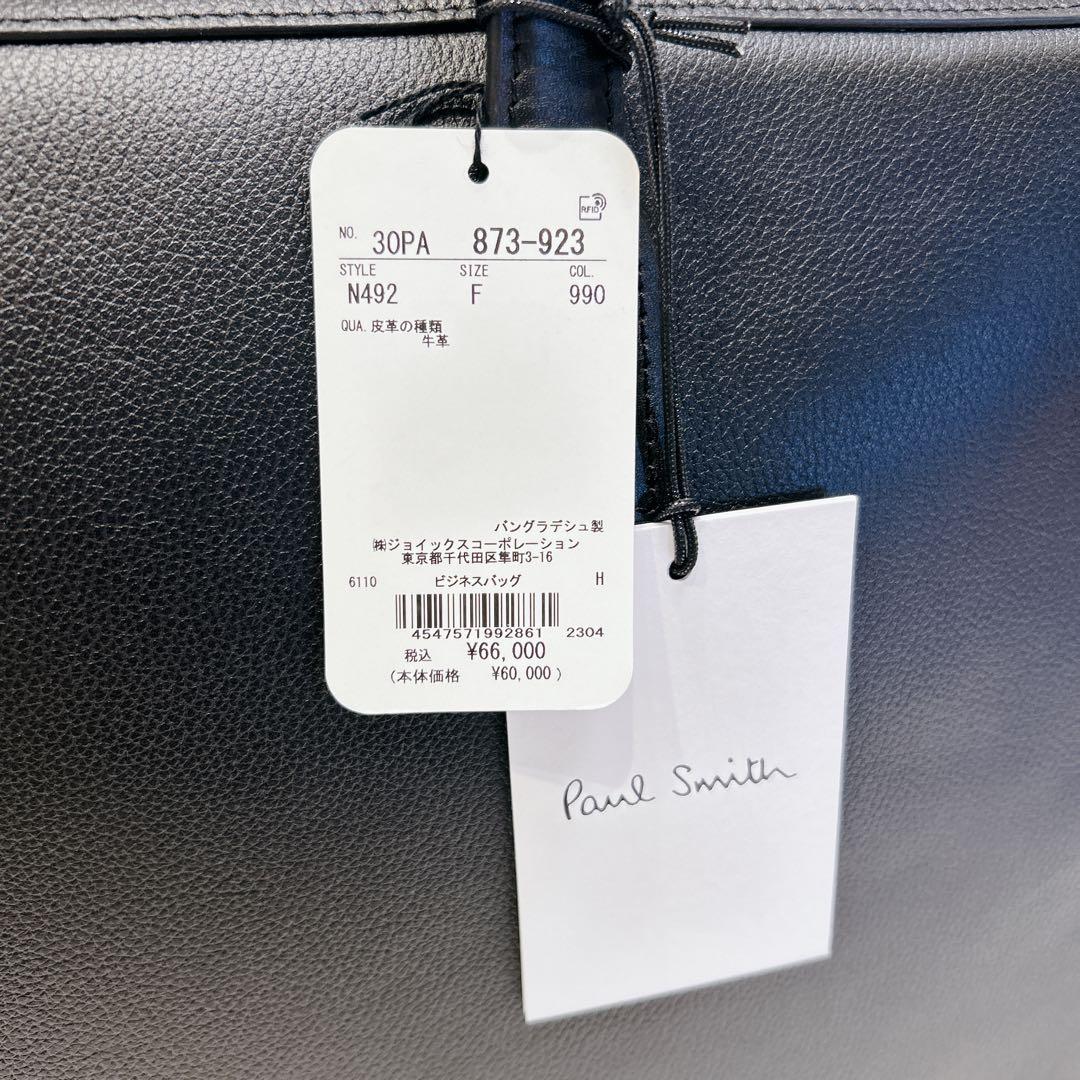 RFID
NO. 30PA 873-923
STYLE SIZE COL.
N492 F 990
QUA. 皮革の種類
牛革
バングラデシュ製
㈱ジョイックスコーポレーション
東京都千代田区隼町3-16
6110 ビジネスバッグ H
4547571992861 2304
税込 ¥66,000
(本体価格 ¥60,000)
Paul Smith